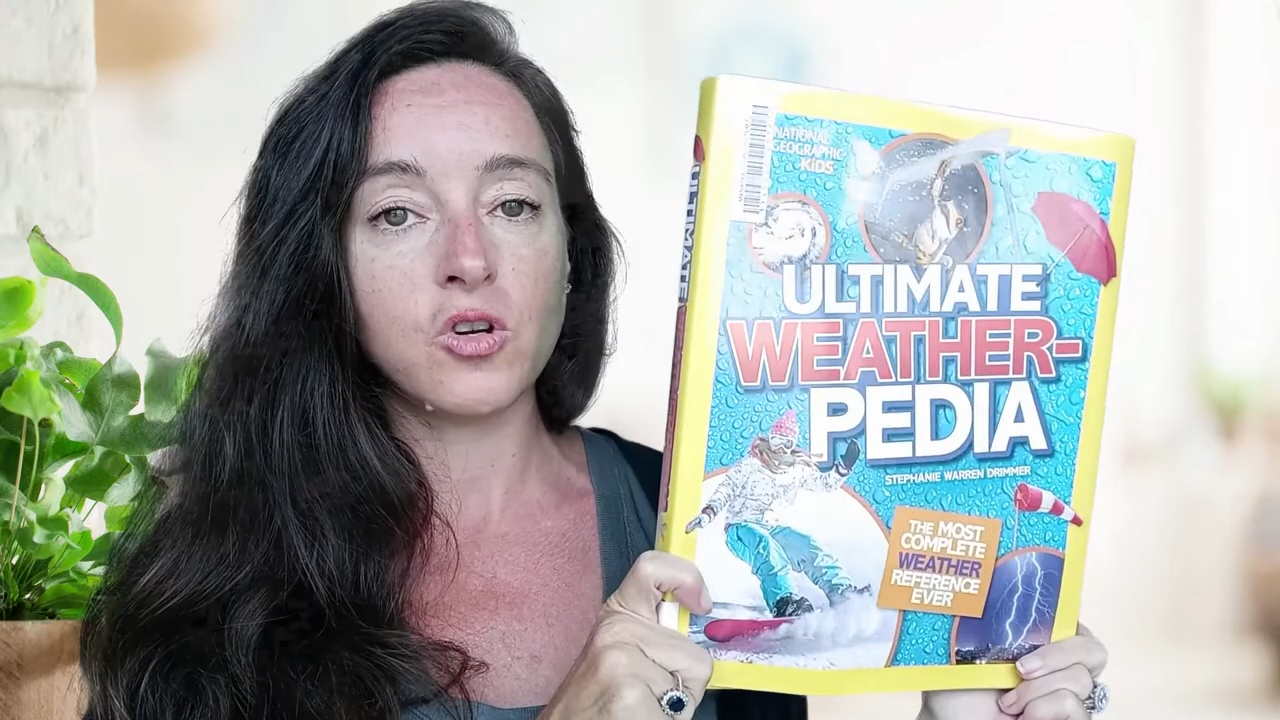 NATIONAL
GEOGRAPHIC
KiDS
ULTIMATE
ULTIMATE
WEATHER-
PEDIA
STEPHANIE WARREN DRIMMER
THE MOST
COMPLETE
WEATHER
REFERENCE
EVER